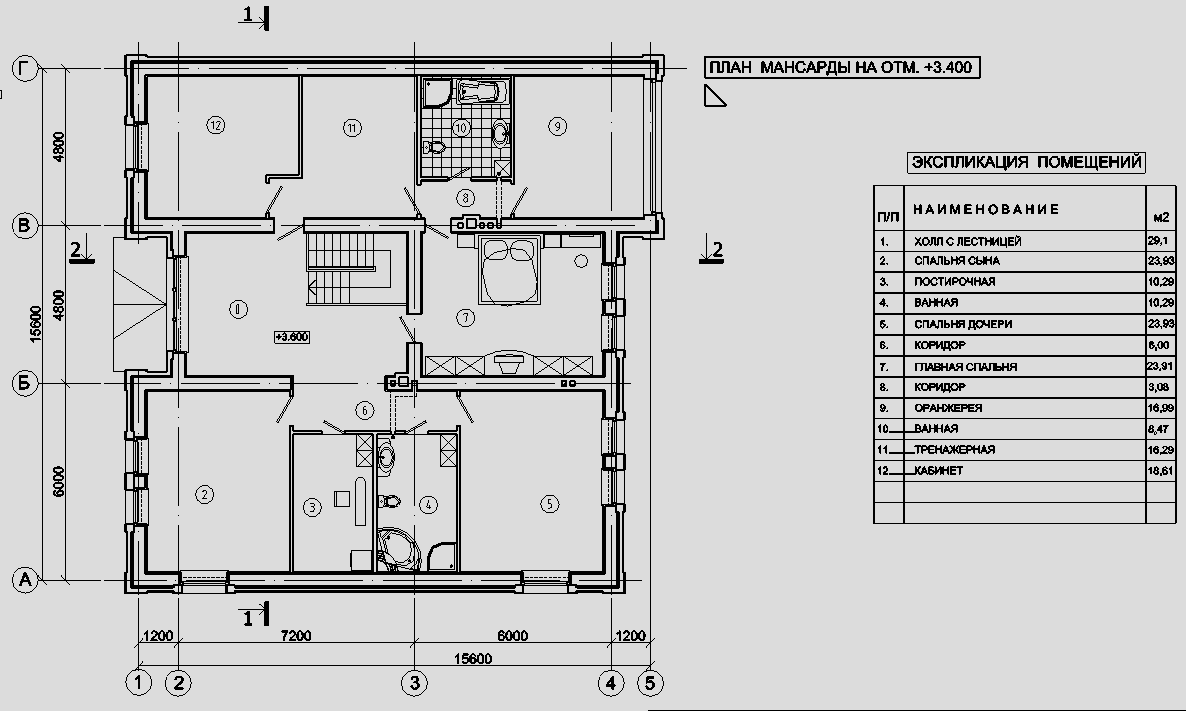 1
ПЛАН МАНСАРДЫ НА ОТМ. +3.400
Г
В
Б
А
4800
4800
6000
15600
12
11
10
9
8
2
2
8
+3.600
7
6
2
3
4
5
1
1200
7200
6000
1200
15600
1
2
3
4
5
ЭКСПЛИКАЦИЯ ПОМЕЩЕНИЙ
П/П НАИМЕНОВАНИЕ м2
1. ХОЛЛ С ЛЕСТНИЦЕЙ 29,1
2. СПАЛЬНЯ СЫНА 23,93
3. ПОСТИРОЧНАЯ 10,29
4. ВАННАЯ 10,29
5. СПАЛЬНЯ ДОЧЕРИ 23,93
6. КОРИДОР 6,00
7. ГЛАВНАЯ СПАЛЬНЯ 23,91
8. КОРИДОР 3,08
9. ОРАНЖЕРЕЯ 16,99
10 ВАННАЯ 8,47
11 ТРЕНАЖЕРНАЯ 16,29
12 КАБИНЕТ 18,61